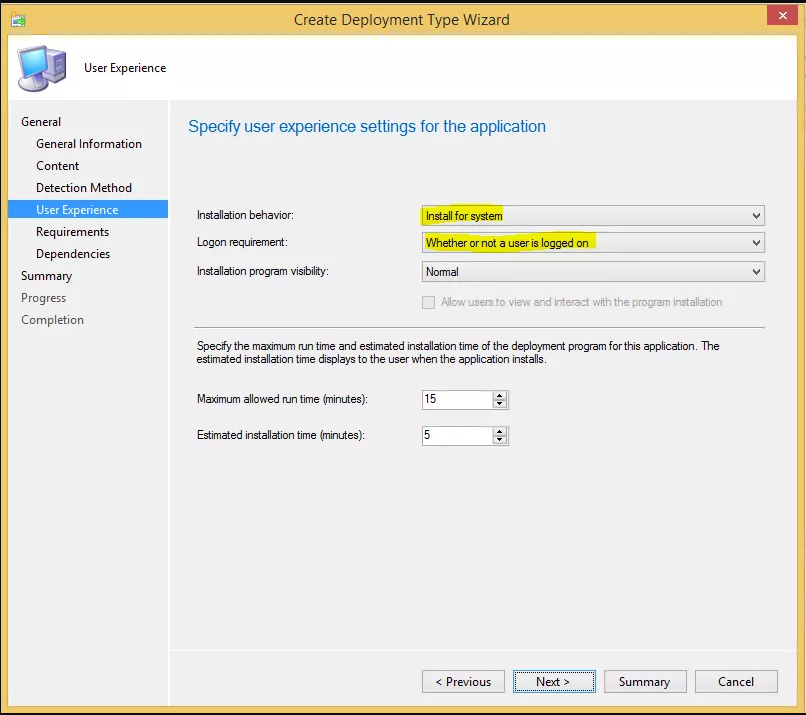 Create Deployment Type Wizard
User Experience
General
General Information
Content
Detection Method
User Experience
Requirements
Dependencies
Summary
Progress
Completion
Specify user experience settings for the application
Installation behavior: Install for system
Logon requirement: Whether or not a user is logged on
Installation program visibility: Normal
Allow users to view and interact with the program installation
Specify the maximum run time and estimated installation time of the deployment program for this application. The
estimated installation time displays to the user when the application installs.
Maximum allowed run time (minutes): 15
Estimated installation time (minutes): 5
< Previous Next > Summary Cancel